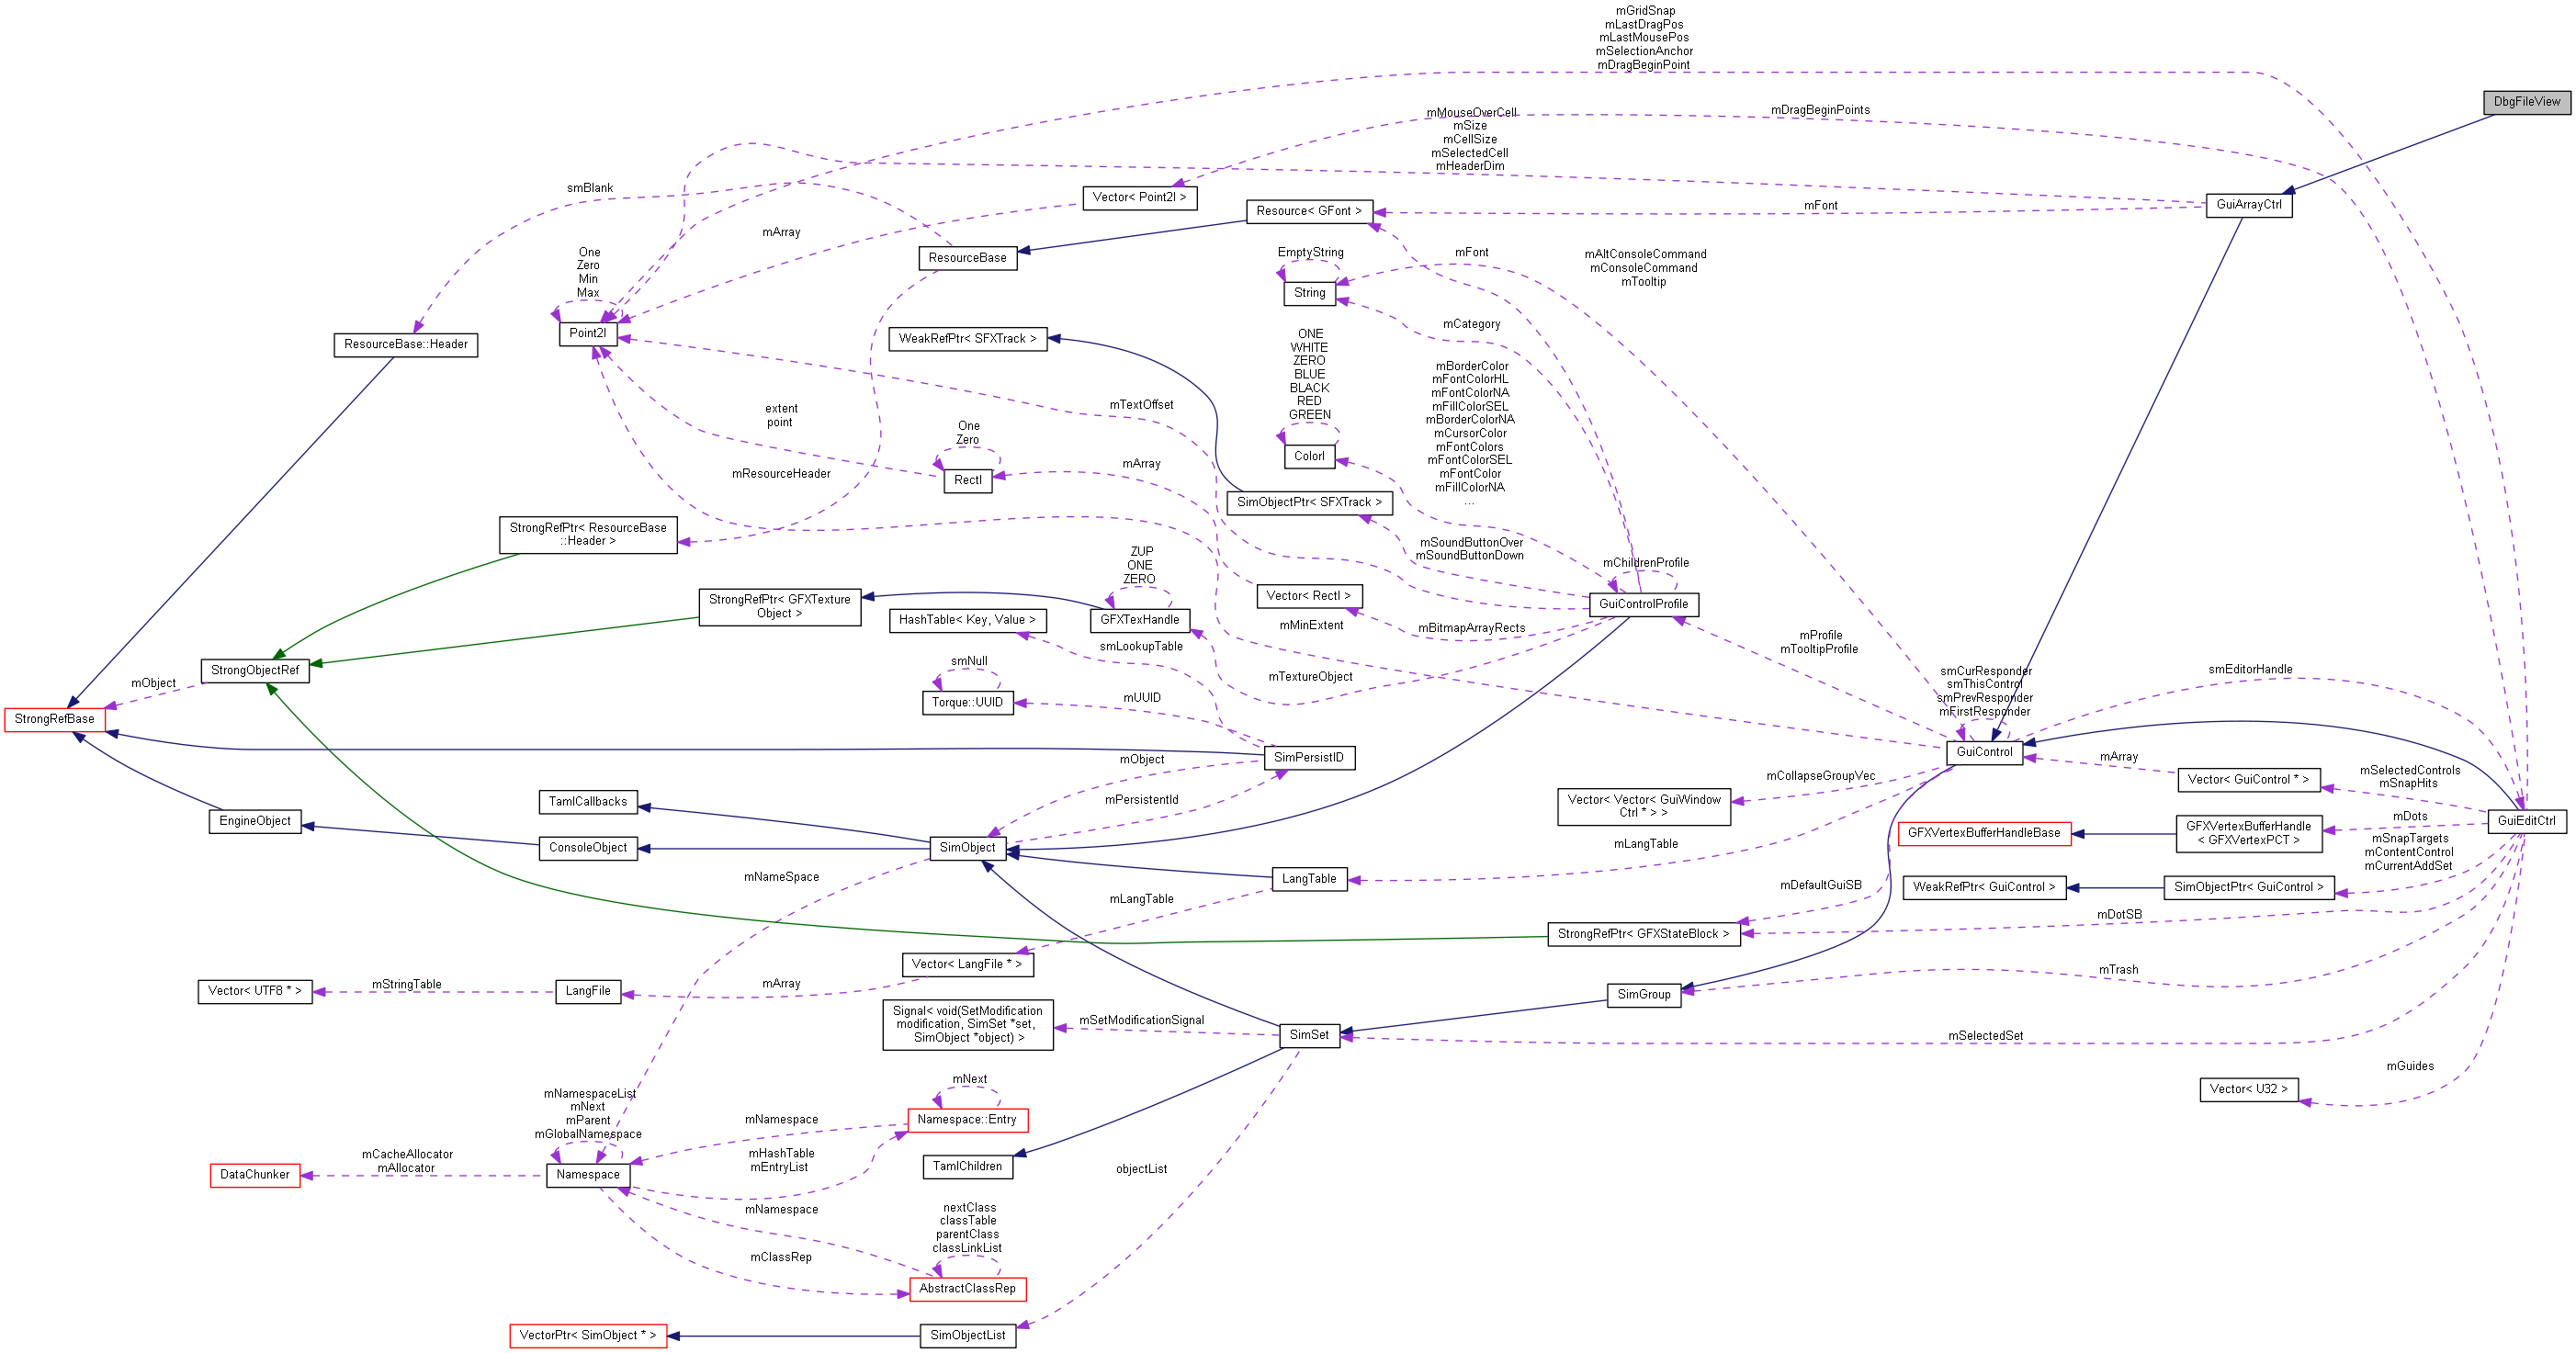 mGridSnap
mLastDragPos
mLastMousePos
mSelectionAnchor
mDragBeginPoint
DbgFileView
mMouseOverCell
mSize
mCellSize
mSelectedCell
mHeaderDim
mDragBeginPoints
smBlank
Vector< Point2I >
GuiArrayCtrl
Resource< GFont >
mFont
mArray
ResourceBase
One
Zero
Min
Max
EmptyString
String
mFont
mAltConsoleCommand
mConsoleCommand
mTooltip
Point2I
ResourceBase::Header
WeakRefPtr< SFXTrack >
mCategory
ONE
WHITE
ZERO
BLUE
BLACK
RED
GREEN
ColorI
mBorderColor
mFontColorHL
mFontColorNA
mFillColorSEL
mBorderColorNA
mCursorColor
mFontColors
mFontColorSEL
mFontColor
mFillColorNA
...
extent
point
mTextOffset
One
Zero
RectI
mArray
mResourceHeader
SimObjectPtr< SFXTrack >
StrongRefPtr< ResourceBase
::Header >
mSoundButtonOver
mSoundButtonDown
ZUP
ONE
ZERO
mChildrenProfile
StrongRefPtr< GFXTexture
Object >
HashTable< Key, Value >
GFXTexHandle
Vector< RectI >
GuiControlProfile
mBitmapArrayRects
mMinExtent
mProfile
mTooltipProfile
smLookupTable
StrongObjectRef
mObject
smNull
Torque::UUID
mUUID
mTextureObject
smCurResponder
smThisControl
smPrevResponder
mFirstResponder
smEditorHandle
StrongRefBase
SimPersistID
GuiControl
mObject
mPersistentId
mCollapseGroupVec
mArray
Vector< GuiControl * >
mSelectedControls
mSnapHits
TamlCallbacks
EngineObject
ConsoleObject
SimObject
Vector< Vector< GuiWindow
Ctrl * > >
GFXVertexBufferHandleBase
GFXVertexBufferHandle
< GFXVertexPCT >
mDots
GuiEditCtrl
mSnapTargets
mContentControl
mCurrentAddSet
mLangTable
mNameSpace
LangTable
mLangTable
mDefaultGuiSB
WeakRefPtr< GuiControl >
SimObjectPtr< GuiControl >
mDotSB
StrongRefPtr< GFXStateBlock >
Vector< LangFile * >
mTrash
Vector< UTF8 * >
mStringTable
LangFile
mArray
SimGroup
Signal< void(SetModification
modification, SimSet *set,
SimObject *object) >
mSetModificationSignal
SimSet
mSelectedSet
mGuides
Vector< U32 >
mNamespaceList
mNext
mParent
mGlobalNamespace
mNext
Namespace::Entry
mNamespace
mHashTable
mEntryList
mCacheAllocator
mAllocator
DataChunker
Namespace
TamlChildren
objectList
mNamespace
nextClass
classTable
parentClass
classLinkList
mClassRep
AbstractClassRep
VectorPtr< SimObject * >
SimObjectList